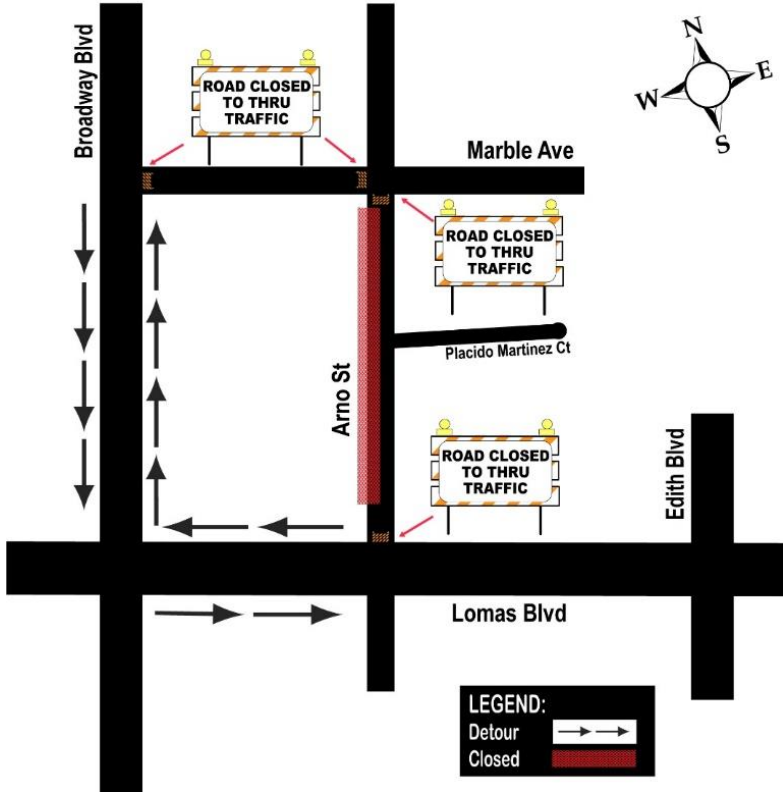 Broadway Blvd
ROAD CLOSED
TO THRU
TRAFFIC
N
W
E
S
Marble Ave
ROAD CLOSED
TO THRU
TRAFFIC
Placido Martinez Ct
Arno St
ROAD CLOSED
TO THRU
TRAFFIC
Edith Blvd
Lomas Blvd
LEGEND:
Detour
Closed